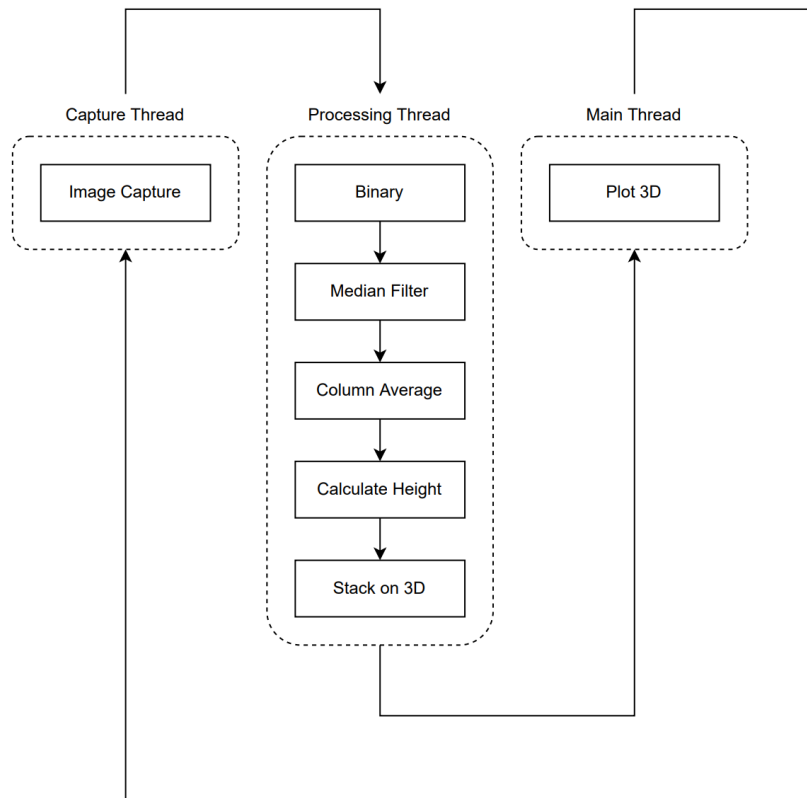 Capture Thread
Processing Thread
Main Thread
Image Capture
Binary
Plot 3D
Median Filter
Column Average
Calculate Height
Stack on 3D